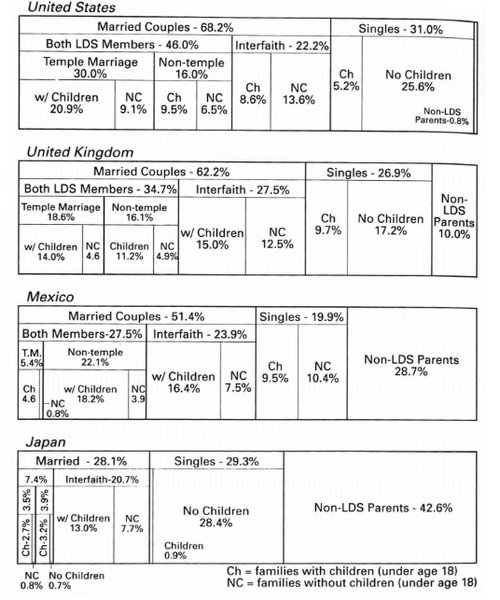 United States
Married Couples - 68.2%
Singles - 31.0%
Both LDS Members - 46.0%
Interfaith - 22.2%
Temple Marriage
30.0%
Non-temple
16.0%
w/ Children
20.9%
NC
9.1%
Ch
9.5%
NC
6.5%
Ch
8.6%
NC
13.6%
Ch
5.2%
No Children
25.6%
Non-LDS
Parents-0.8%
United Kingdom
Married Couples - 62.2%
Singles - 26.9%
Non-
LDS
Parents
10.0%
Both LDS Members - 34.7%
Interfaith - 27.5%
Temple Marriage
18.6%
Non-temple
16.1%
w/ Children
14.0%
NC
4.6
Children
11.2%
NC
4.9%
w/ Children
15.0%
NC
12.5%
Ch
9.7%
No Children
17.2%
Mexico
Married Couples - 51.4%
Singles - 19.9%
Both Members-27.5%
Interfaith - 23.9%
T.M.
5.4%
Non-temple
22.1%
Ch
4.6
NC
0.8%
w/ Children
18.2%
NC
3.9
w/ Children
16.4%
NC
7.5%
Ch
9.5%
NC
10.4%
Non-LDS Parents
28.7%
Japan
Married - 28.1%
Singles - 29.3%
7.4%
Interfaith-20.7%
3.5%
3.9%
Ch-2.7%
Ch-3.2%
w/ Children
13.0%
NC
7.7%
No Children
28.4%
Children
0.9%
Non-LDS Parents - 42.6%
NC
0.8%
No Children
0.7%
Ch = families with children (under age 18)
NC = families without children (under age 18)